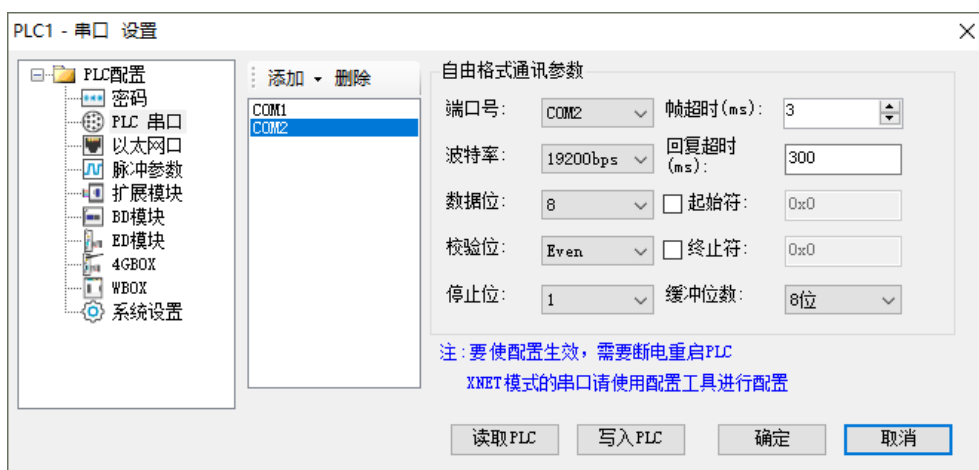 PLC1 - 串口 设置
PLC配置
密码
PLC 串口
以太网口
脉冲参数
扩展模块
BD模块
ED模块
4GBOX
WBOX
系统设置
添加 删除
COM1
COM2
自由格式通讯参数
端口号: COM2 帧超时(ms): 3
波特率: 19200bps 回复超时
(ms): 300
数据位: 8 起始符: 0x0
校验位: Even 终止符: 0x0
停止位: 1 缓冲位数: 8位
注:要使配置生效，需要断电重启PLC
XNET模式的串口请使用配置工具进行配置
读取PLC 写入PLC 确定 取消